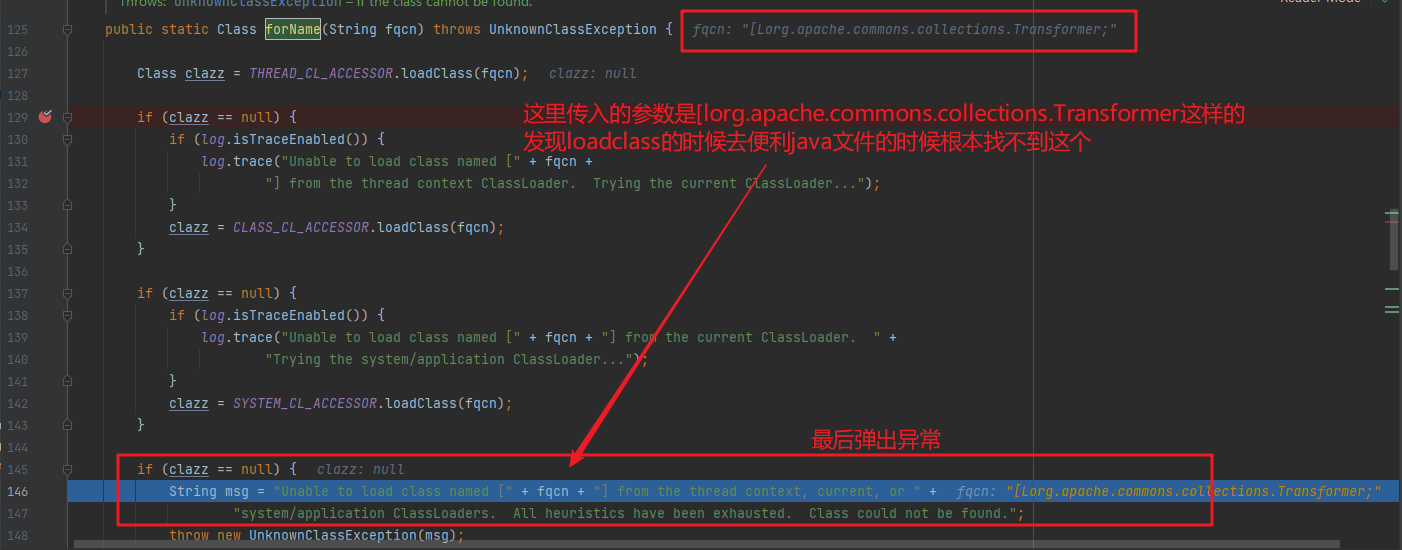 Throws: UnknownClassException – if the class cannot be found.
125 public static Class forName(String fqcn) throws UnknownClassException { fqcn: "[Lorg.apache.commons.collections.Transformer;"
126
127 Class clazz = THREAD_CL_ACCESSOR.loadClass(fqcn); clazz: null
128
129 if (clazz == null) {
这里传入的参数是[lorg.apache.commons.collections.Transformer这样的
130 if (log.isTraceEnabled()) {
发现loadclass的时候去便利java文件的时候根本找不到这个
131 log.trace("Unable to load class named [" + fqcn +
132 "] from the thread context ClassLoader.  Trying the current ClassLoader...");
133 }
134 clazz = CLASS_CL_ACCESSOR.loadClass(fqcn);
135 }
136
137 if (clazz == null) {
138 if (log.isTraceEnabled()) {
139 log.trace("Unable to load class named [" + fqcn + "] from the current ClassLoader.  " +
140 "Trying the system/application ClassLoader...");
141 }
142 clazz = SYSTEM_CL_ACCESSOR.loadClass(fqcn);
143 }
最后弹出异常
144
145 if (clazz == null) { clazz: null
146 String msg = "Unable to load class named [" + fqcn + "] from the thread context, current, or " + fqcn: "[Lorg.apache.commons.collections.Transformer;"
147 "system/application ClassLoaders.  All heuristics have been exhausted.  Class could not be found.";
148 throw new UnknownClassException(msg);